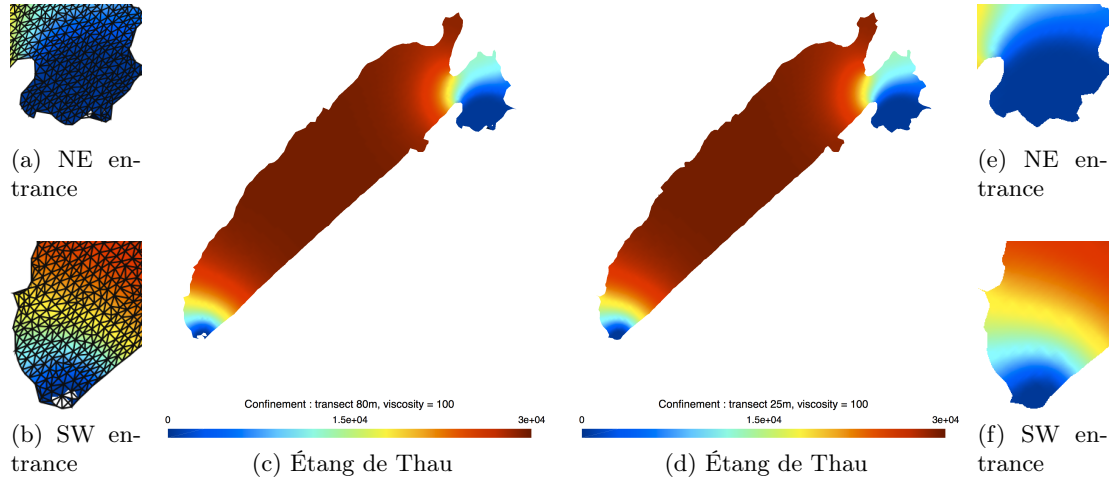 (a) NE en-
trance
(b) SW en-
trance
Confinement : transect 80m, viscosity = 100
0 1.5e+04 3e+04
(c) Étang de Thau
Confinement : transect 25m, viscosity = 100
0 1.5e+04 3e+04
(d) Étang de Thau
(e) NE en-
trance
(f) SW en-
trance